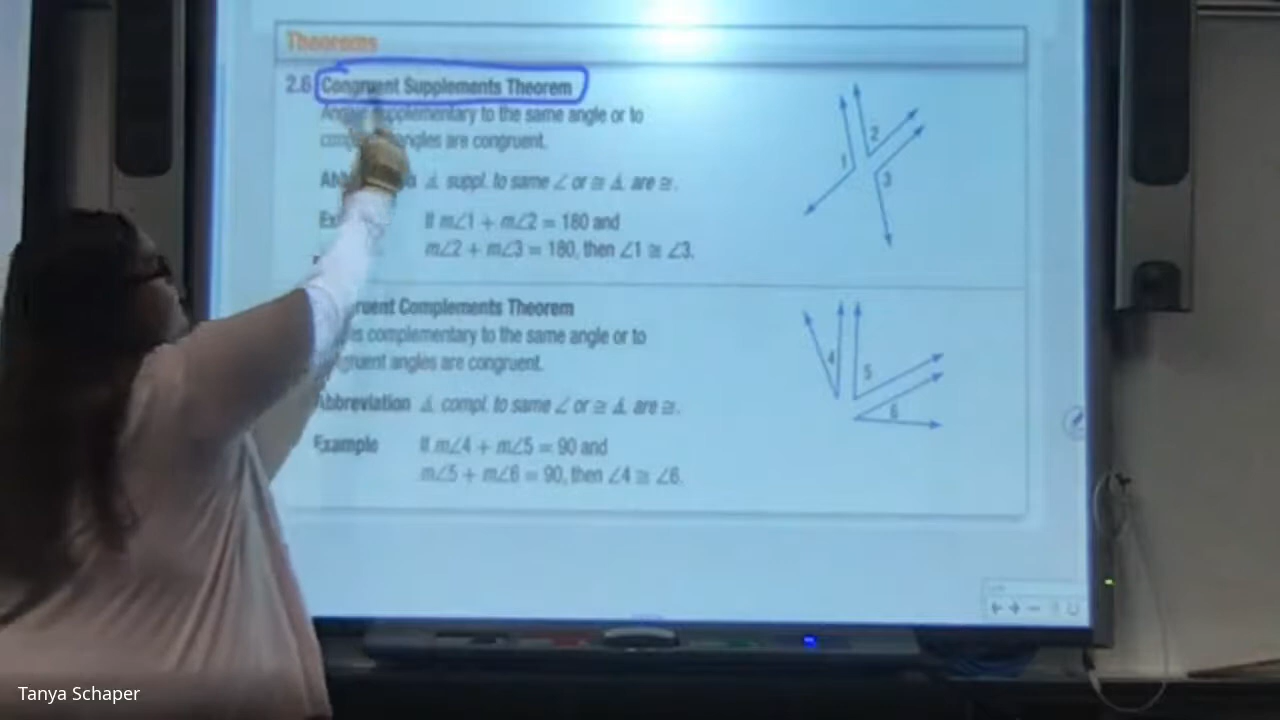 Theorems
2.6 Congruent Supplements Theorem
supplementary to the same angle or to
angles are congruent.
∠s suppl. to same ∠ or ≅ ∠s are ≅.
If m∠1 + m∠2 = 180 and
m∠2 + m∠3 = 180, then ∠1 ≅ ∠3.
1
2
3
Complements Theorem
complementary to the same angle or to
angles are congruent.
Abbreviation ∠s compl. to same ∠ or ≅ ∠s are ≅.
Example If m∠4 + m∠5 = 90 and
m∠5 + m∠6 = 90, then ∠4 ≅ ∠6.
4
5
6
Tanya Schaper